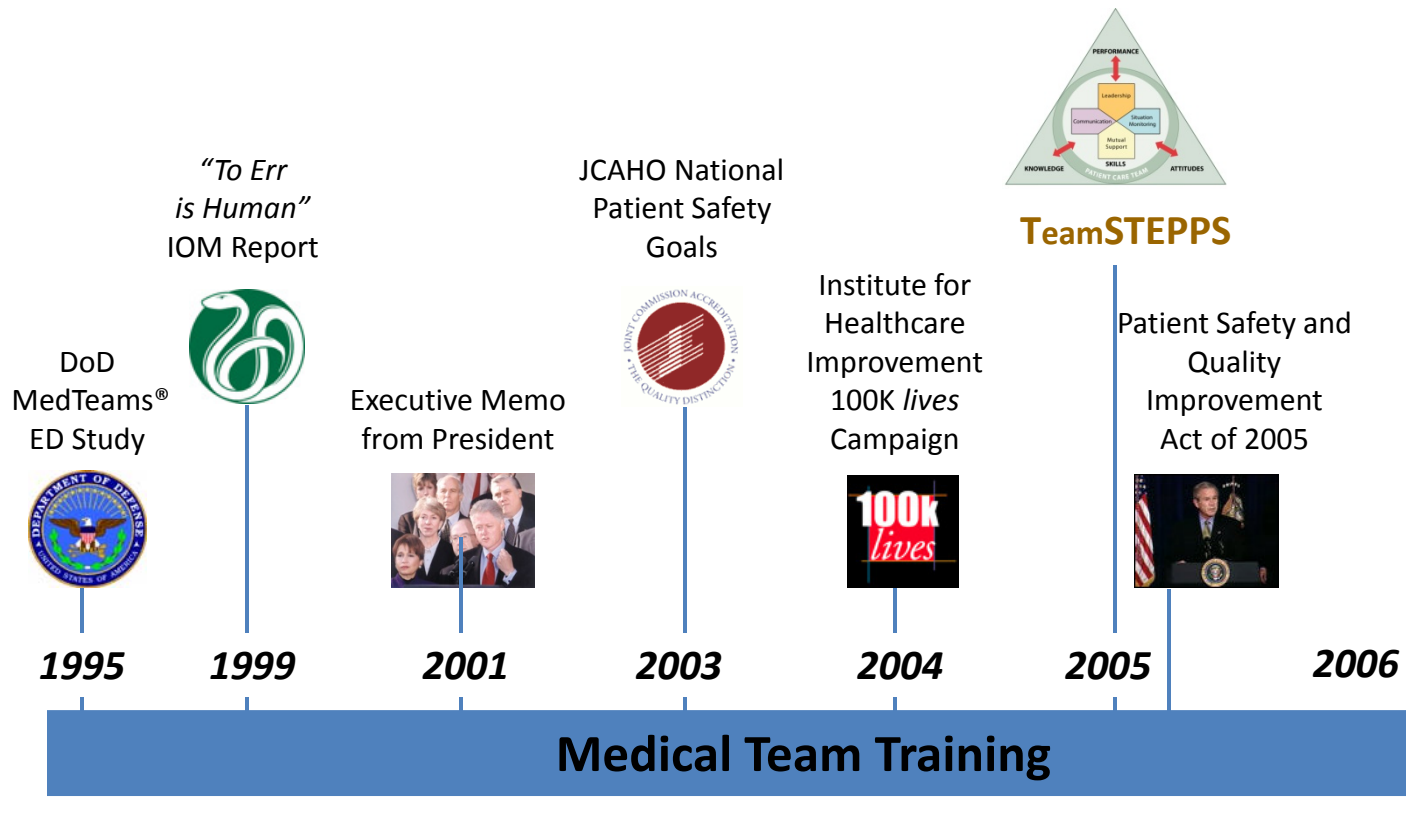 PERFORMANCE
Leadership
Communication
Situation
Monitoring
Mutual
Support
SKILLS
KNOWLEDGE
ATTITUDES
PATIENT CARE TEAM
TeamSTEPPS
“To Err
is Human”
IOM Report
JCAHO National
Patient Safety
Goals
JOINT COMMISSION ACCREDITATION
• THE QUALITY DISTINCTION •
Institute for
Healthcare
Improvement
100K lives
Campaign
100k
lives
Patient Safety and
Quality
Improvement
Act of 2005
DoD
MedTeams®
ED Study
DEPARTMENT OF DEFENSE
UNITED STATES OF AMERICA
Executive Memo
from President
1995
1999
2001
2003
2004
2005
2006
Medical Team Training